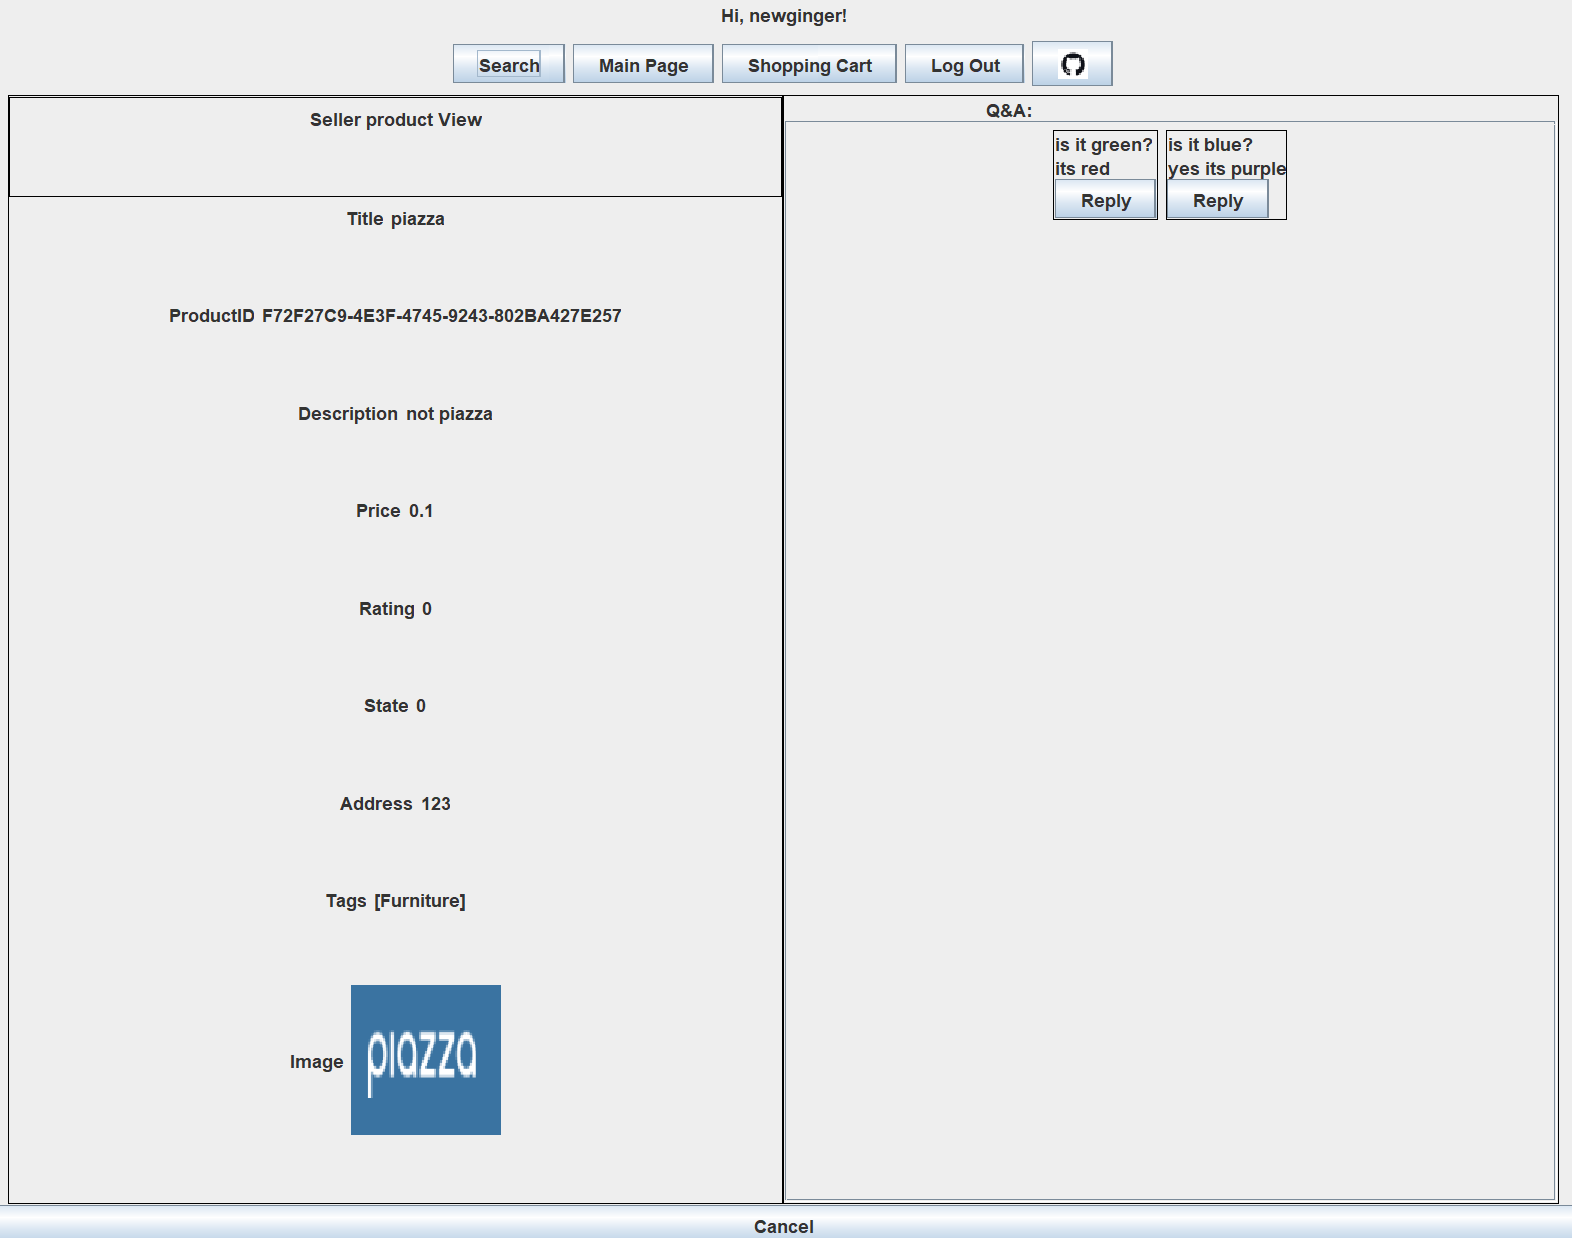 Hi, newginger!
Search Main Page Shopping Cart Log Out
Seller product View
Title piazza
ProductID F72F27C9-4E3F-4745-9243-802BA427E257
Description not piazza
Price 0.1
Rating 0
State 0
Address 123
Tags [Furniture]
Image piazza
Q&A:
is it green?
its red
Reply
is it blue?
yes its purple
Reply
Cancel